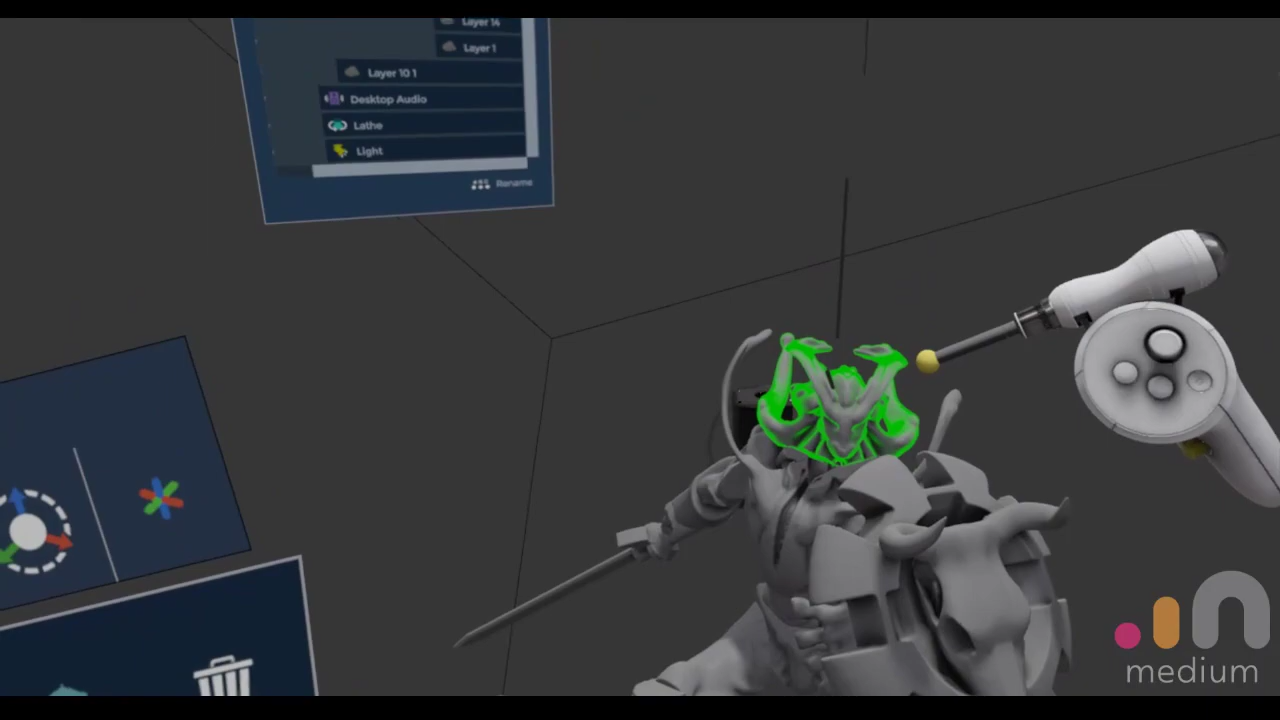 Layer 14
Layer 1
Layer 10 1
Desktop Audio
Lathe
Light
Rename
medium